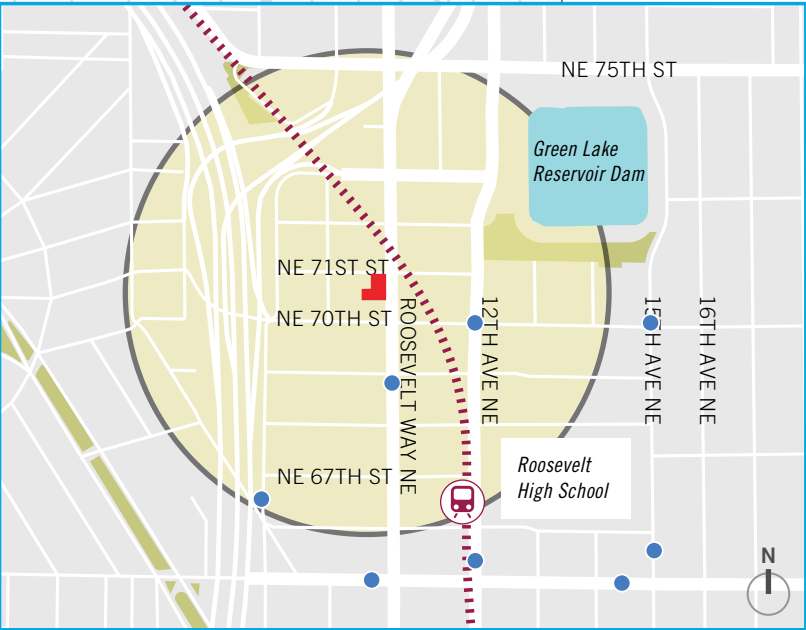 NE 75TH ST
Green Lake
Reservoir Dam
NE 71ST ST
NE 70TH ST
ROOSEVELT WAY NE
12TH AVE NE
15TH AVE NE
16TH AVE NE
NE 67TH ST
Roosevelt
High School
N